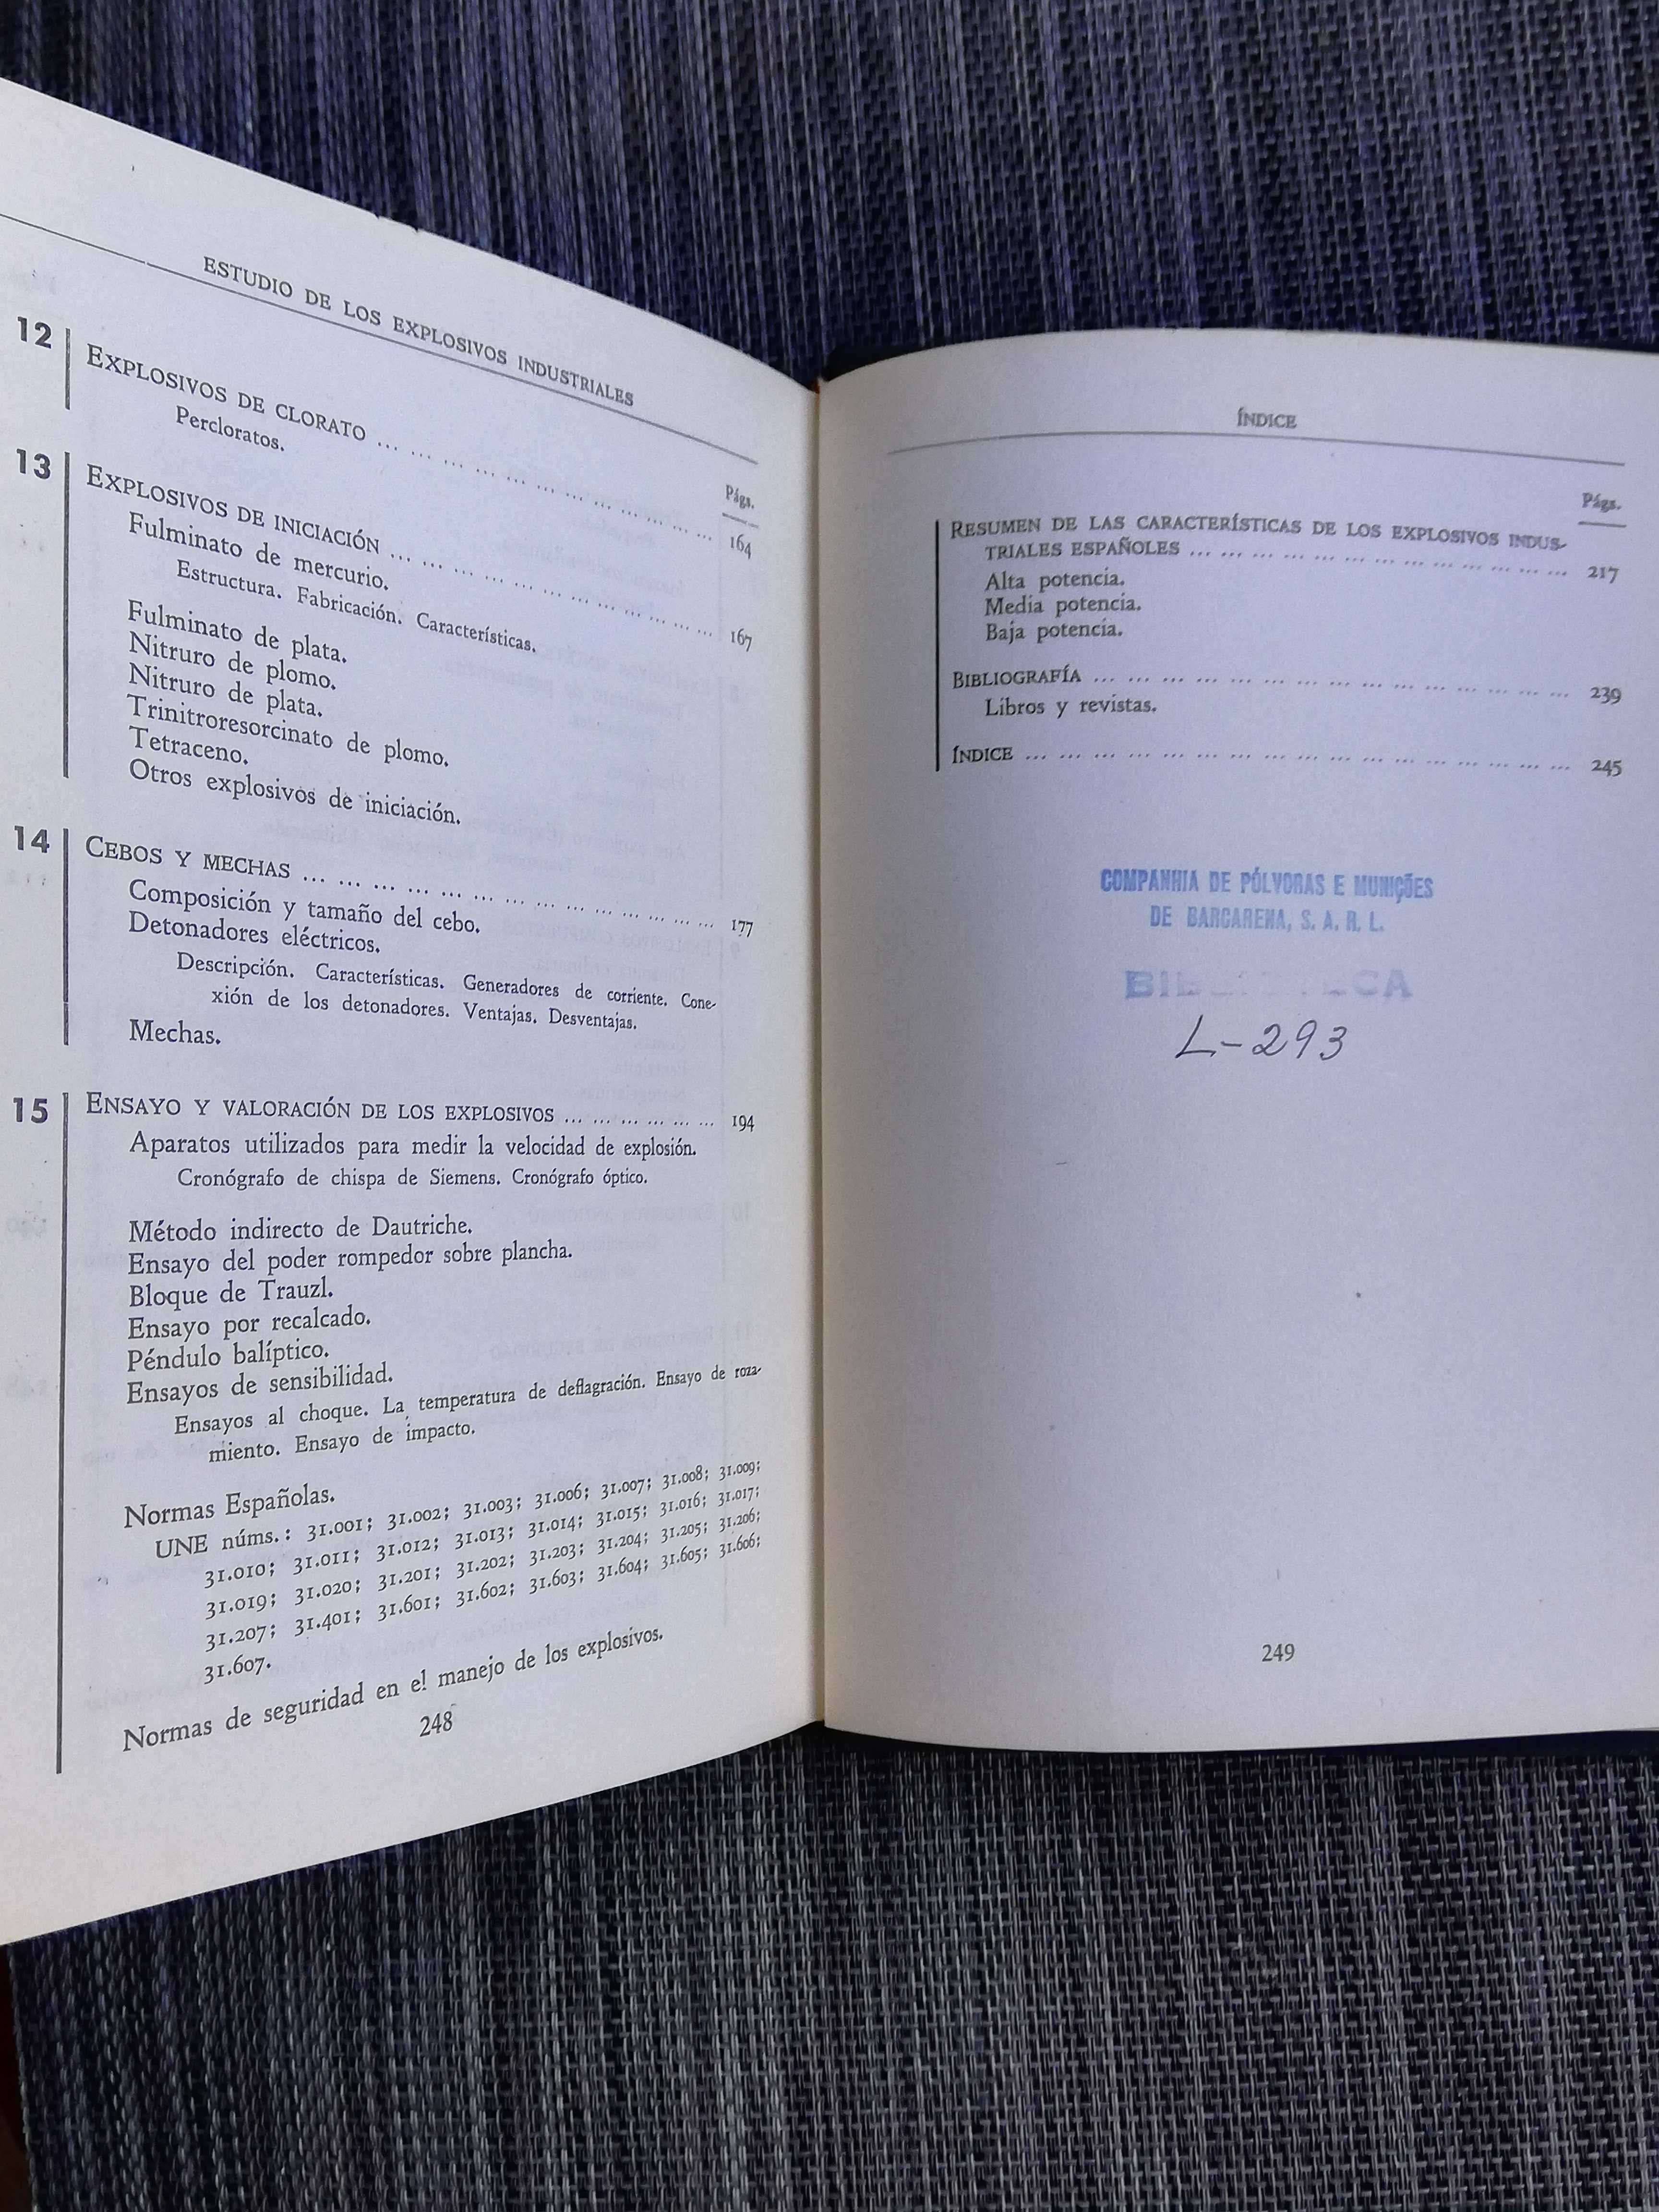 ESTUDIO DE LOS EXPLOSIVOS INDUSTRIALES
Págs.
12 EXPLOSIVOS DE CLORATO ... ... ... ... ... ... ... ... ... ... ... 164
Percloratos.
13 EXPLOSIVOS DE INICIACIÓN ... ... ... ... ... ... ... ... ... ... ... 167
Fulminato de mercurio.
Estructura. Fabricación. Características.
Fulminato de plata.
Nitruro de plomo.
Nitruro de plata.
Trinitroresorcinato de plomo.
Tetraceno.
Otros explosivos de iniciación.
14 CEBOS Y MECHAS ... ... ... ... ... ... ... ... ... ... ... ... ... 177
Composición y tamaño del cebo.
Detonadores eléctricos.
Descripción. Características. Generadores de corriente. Cone-
xión de los detonadores. Ventajas. Desventajas.
Mechas.
15 ENSAYO Y VALORACIÓN DE LOS EXPLOSIVOS ... ... ... ... ... ... 194
Aparatos utilizados para medir la velocidad de explosión.
Cronógrafo de chispa de Siemens. Cronógrafo óptico.
Método indirecto de Dautriche.
Ensayo del poder rompedor sobre plancha.
Bloque de Trauzl.
Ensayo por recalcado.
Péndulo balíptico.
Ensayos de sensibilidad.
Ensayos al choque. La temperatura de deflagración. Ensayo de roza-
miento. Ensayo de impacto.
Normas Españolas.
UNE núms.: 31.001; 31.002; 31.003; 31.006; 31.007; 31.008; 31.009;
31.010; 31.011; 31.012; 31.013; 31.014; 31.015; 31.016; 31.017;
31.019; 31.020; 31.201; 31.202; 31.203; 31.204; 31.205; 31.206;
31.207; 31.401; 31.601; 31.602; 31.603; 31.604; 31.605; 31.606;
31.607.
Normas de seguridad en el manejo de los explosivos.
248
ÍNDICE
Págs.
RESUMEN DE LAS CARACTERÍSTICAS DE LOS EXPLOSIVOS INDUS-
TRIALES ESPAÑOLES ... ... ... ... ... ... ... ... ... ... ... ... 217
Alta potencia.
Media potencia.
Baja potencia.
BIBLIOGRAFÍA ... ... ... ... ... ... ... ... ... ... ... ... ... ... 239
Libros y revistas.
ÍNDICE ... ... ... ... ... ... ... ... ... ... ... ... ... ... ... ... 245
COMPANHIA DE PÓLVORAS E MUNIÇÕES
DE BARCARENA, S. A. R. L.
BIBLIOTECA
L-293
249